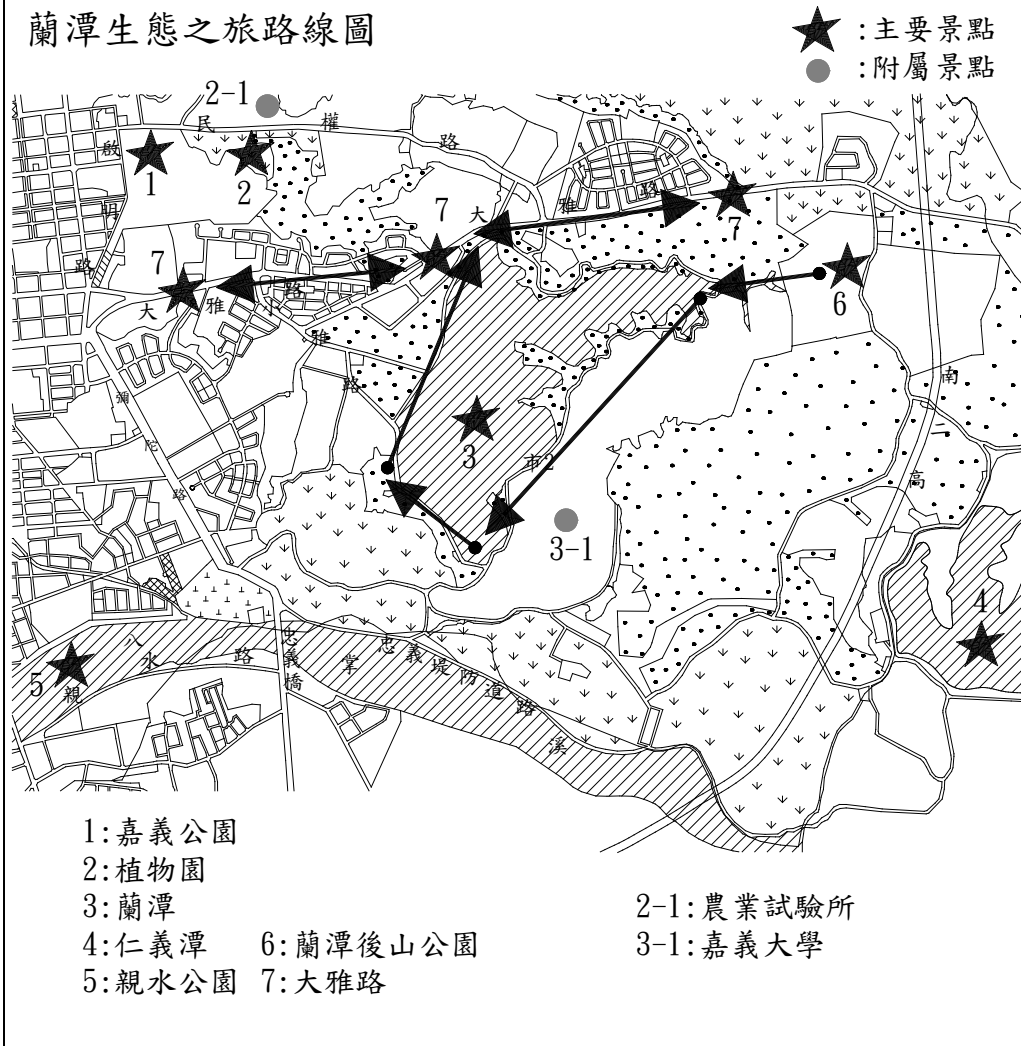 蘭潭生態之旅路線圖
:主要景點
:附屬景點
2-1
民
權
路
啟
明
路
1
2
7
大
雅
路
7
7
大
雅
路
小
雅
路
6
彌
陀
路
3
市2
3-1
南
二
高
4
5
親
水
八
路
忠
義
橋
掌
忠
義
堤
防
道
路
溪
1:嘉義公園
2:植物園
3:蘭潭
4:仁義潭
5:親水公園
6:蘭潭後山公園
7:大雅路
2-1:農業試驗所
3-1:嘉義大學